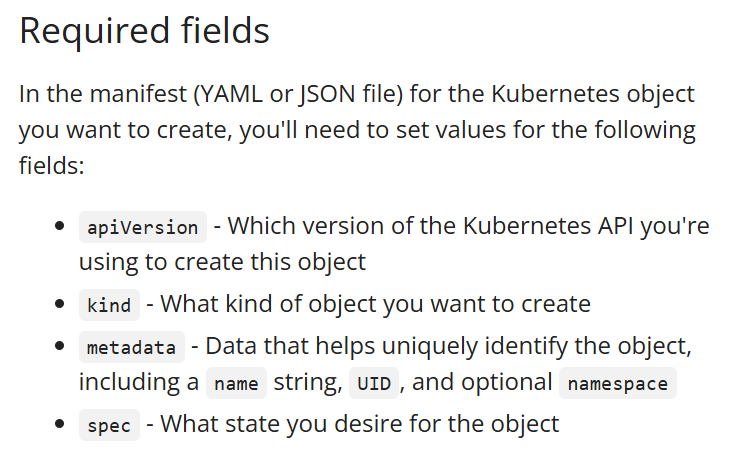 Required fields
In the manifest (YAML or JSON file) for the Kubernetes object
you want to create, you'll need to set values for the following
fields:
apiVersion - Which version of the Kubernetes API you're
using to create this object
kind - What kind of object you want to create
metadata - Data that helps uniquely identify the object,
including a name string, UID, and optional namespace
spec - What state you desire for the object